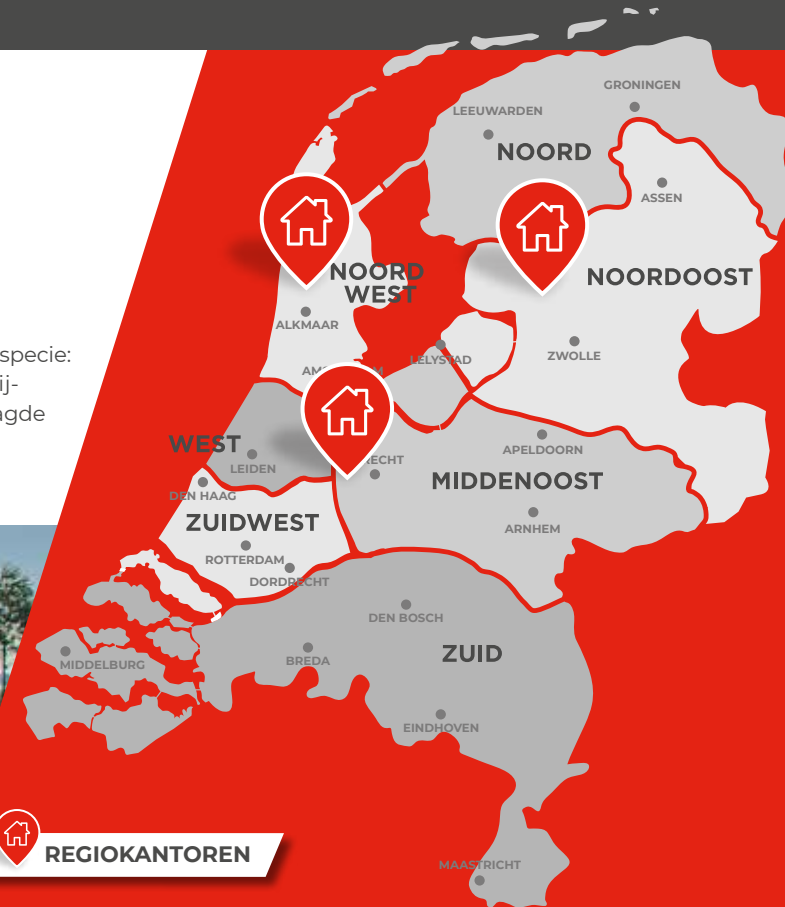 GRONINGEN
LEEUWARDEN
NOORD
ASSEN
NOORD
WEST
NOORDOOST
ALKMAAR
specie:
LELYSTAD
ZWOLLE
ij-
agde
WEST
APELDOORN
LEIDEN
RECHT
MIDDENOOST
DEN HAAG
ZUIDWEST
ARNHEM
ROTTERDAM
DORDRECHT
DEN BOSCH
ZUID
MIDDELBURG
BREDA
EINDHOVEN
REGIOKANTOREN
MAASTRICHT